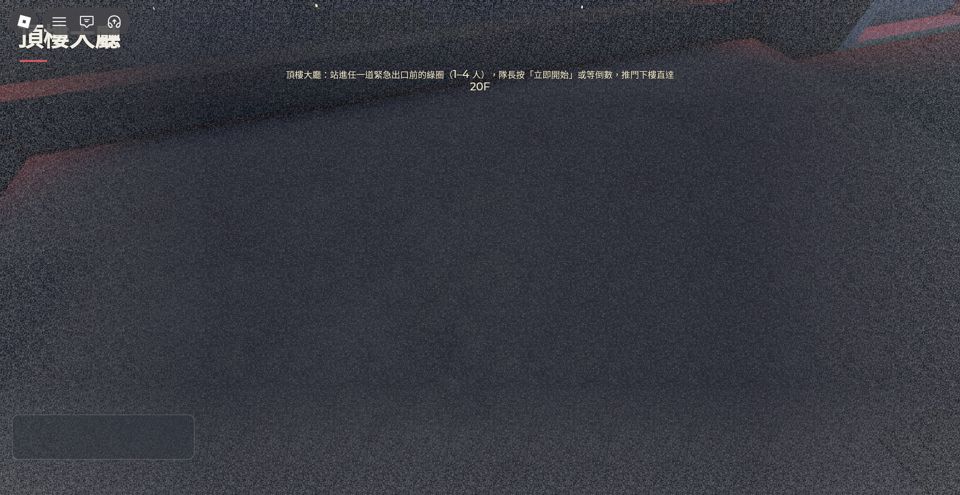 頂樓大廳
頂樓大廳：站進任一道緊急出口前的綠圈（1–4 人），隊長按「立即開始」或等倒數，推門下樓直達
20F